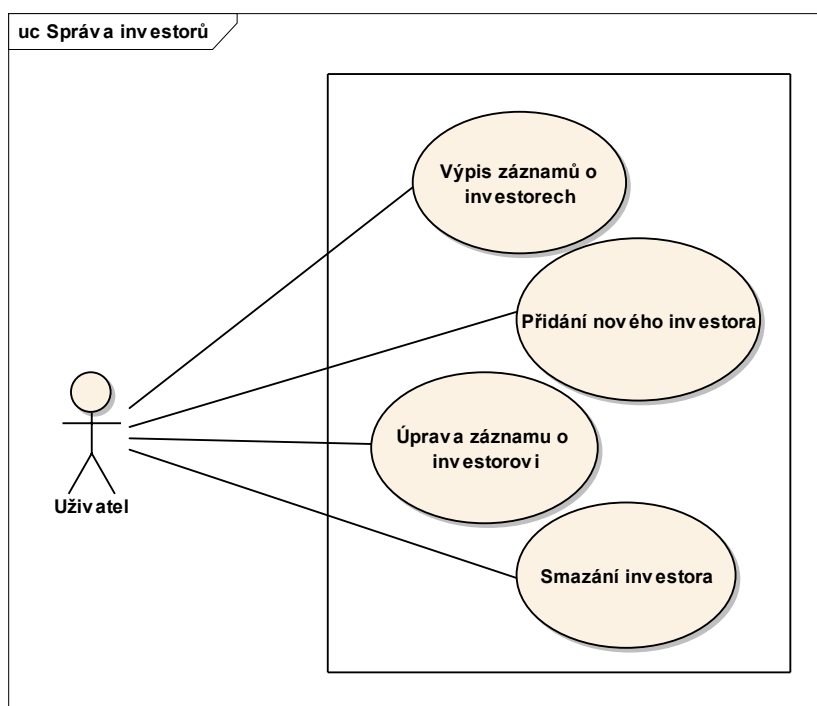 uc Správa investorů
Výpis záznamů o
investorech
Přidání nového investora
Úprava záznamu o
investorovi
Uživatel
Smazání investora